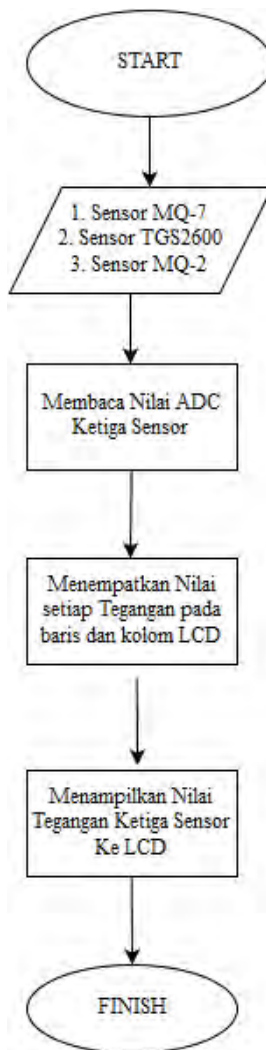 START
1. Sensor MQ-7
2. Sensor TGS2600
3. Sensor MQ-2
Membaca Nilai ADC
Ketiga Sensor
Menempatkan Nilai
setiap Tegangan pada
baris dan kolom LCD
Menampilkan Nilai
Tegangan Ketiga Sensor
Ke LCD
FINISH